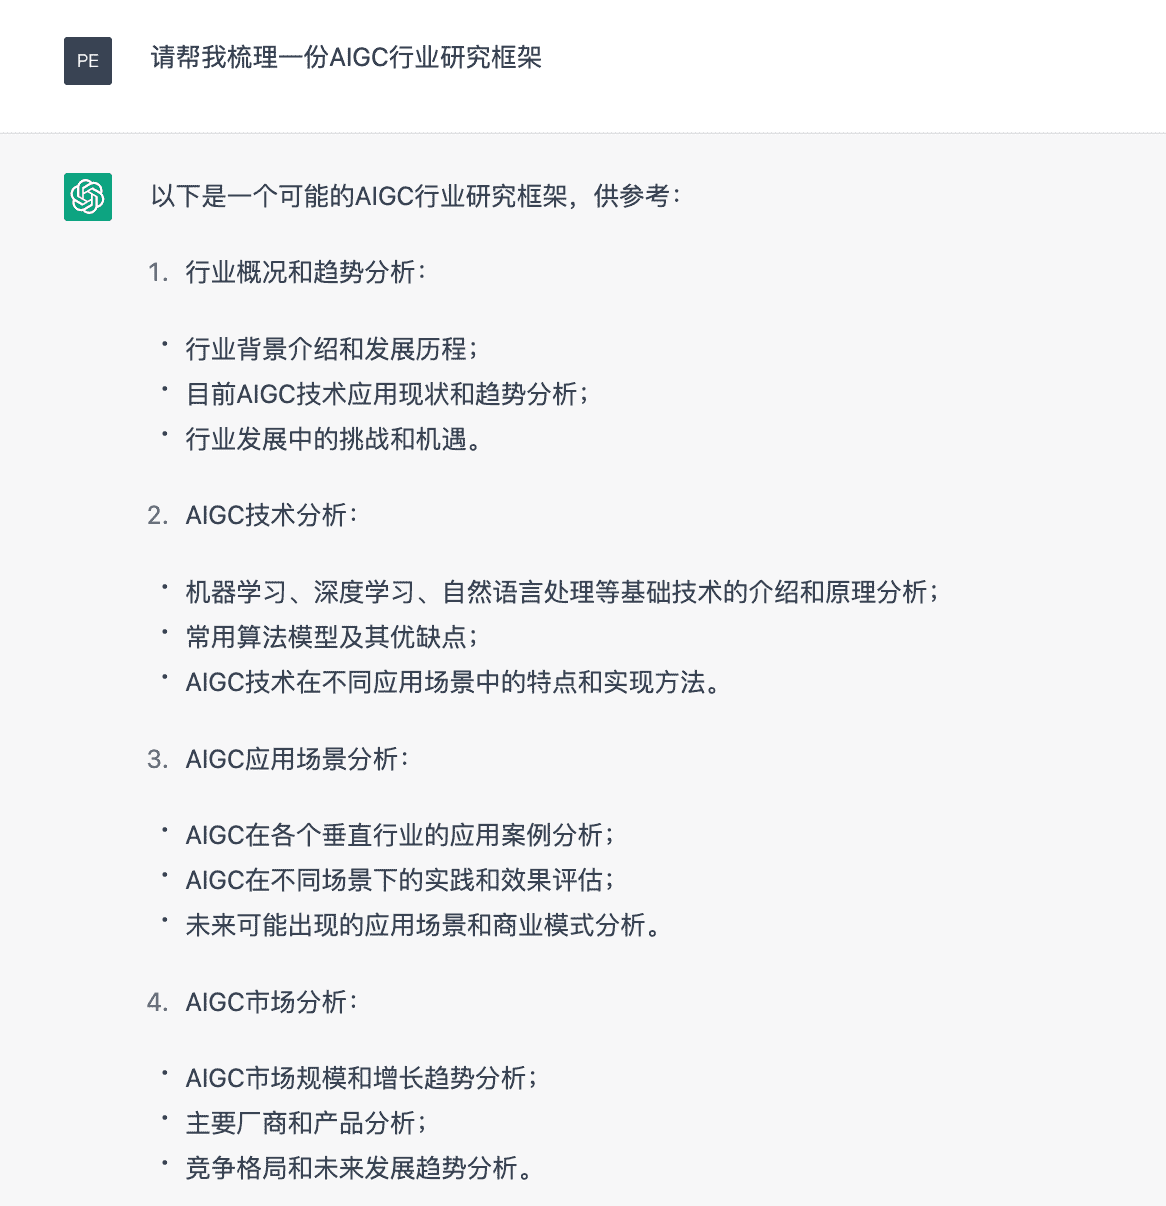 PE
请帮我梳理一份AIGC行业研究框架
以下是一个可能的AIGC行业研究框架，供参考：
1. 行业概况和趋势分析：
• 行业背景介绍和发展历程；
• 目前AIGC技术应用现状和趋势分析；
• 行业发展中的挑战和机遇。
2. AIGC技术分析：
• 机器学习、深度学习、自然语言处理等基础技术的介绍和原理分析；
• 常用算法模型及其优缺点；
• AIGC技术在不同应用场景中的特点和实现方法。
3. AIGC应用场景分析：
• AIGC在各个垂直行业的应用案例分析；
• AIGC在不同场景下的实践和效果评估；
• 未来可能出现的应用场景和商业模式分析。
4. AIGC市场分析：
• AIGC市场规模和增长趋势分析；
• 主要厂商和产品分析；
• 竞争格局和未来发展趋势分析。